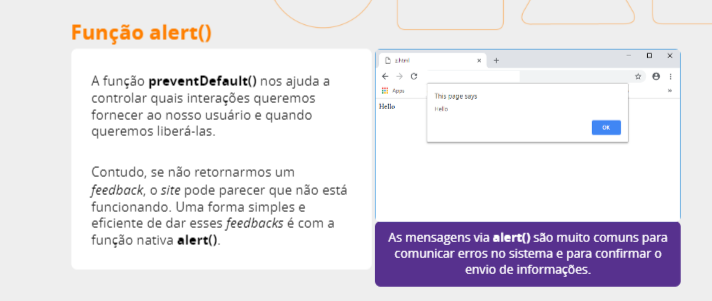 Função alert()
A função preventDefault() nos ajuda a
controlar quais interações queremos
fornecer ao nosso usuário e quando
queremos liberá-las.
Contudo, se não retornarmos um
feedback, o site pode parecer que não está
funcionando. Uma forma simples e
eficiente de dar esses feedbacks é com a
função nativa alert().
s.html
Apps
This page says
Hello
OK
Hello
As mensagens via alert() são muito comuns para
comunicar erros no sistema e para confirmar o
envio de informações.